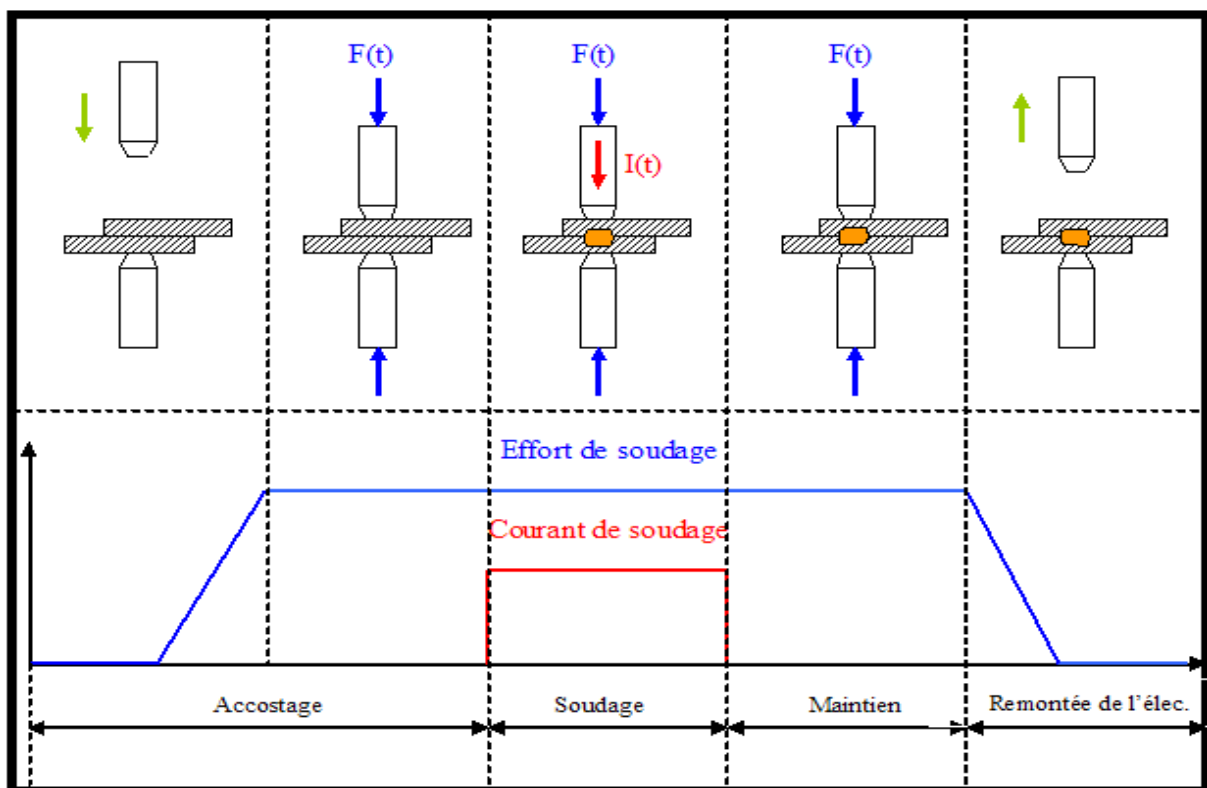 F(t)
F(t)
F(t)
I(t)
Effort de soudage
Courant de soudage
Accostage
Soudage
Maintien
Remontée de l'élec.